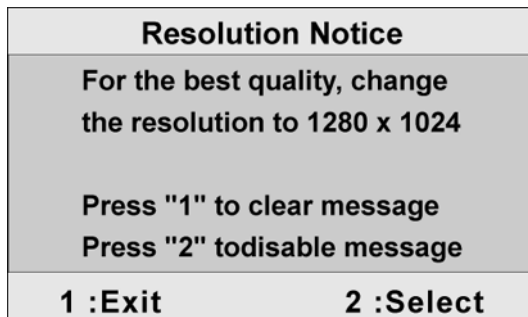 Resolution Notice
For the best quality, change
the resolution to 1280 x 1024
Press "1" to clear message
Press "2" todisable message
1 :Exit 2 :Select